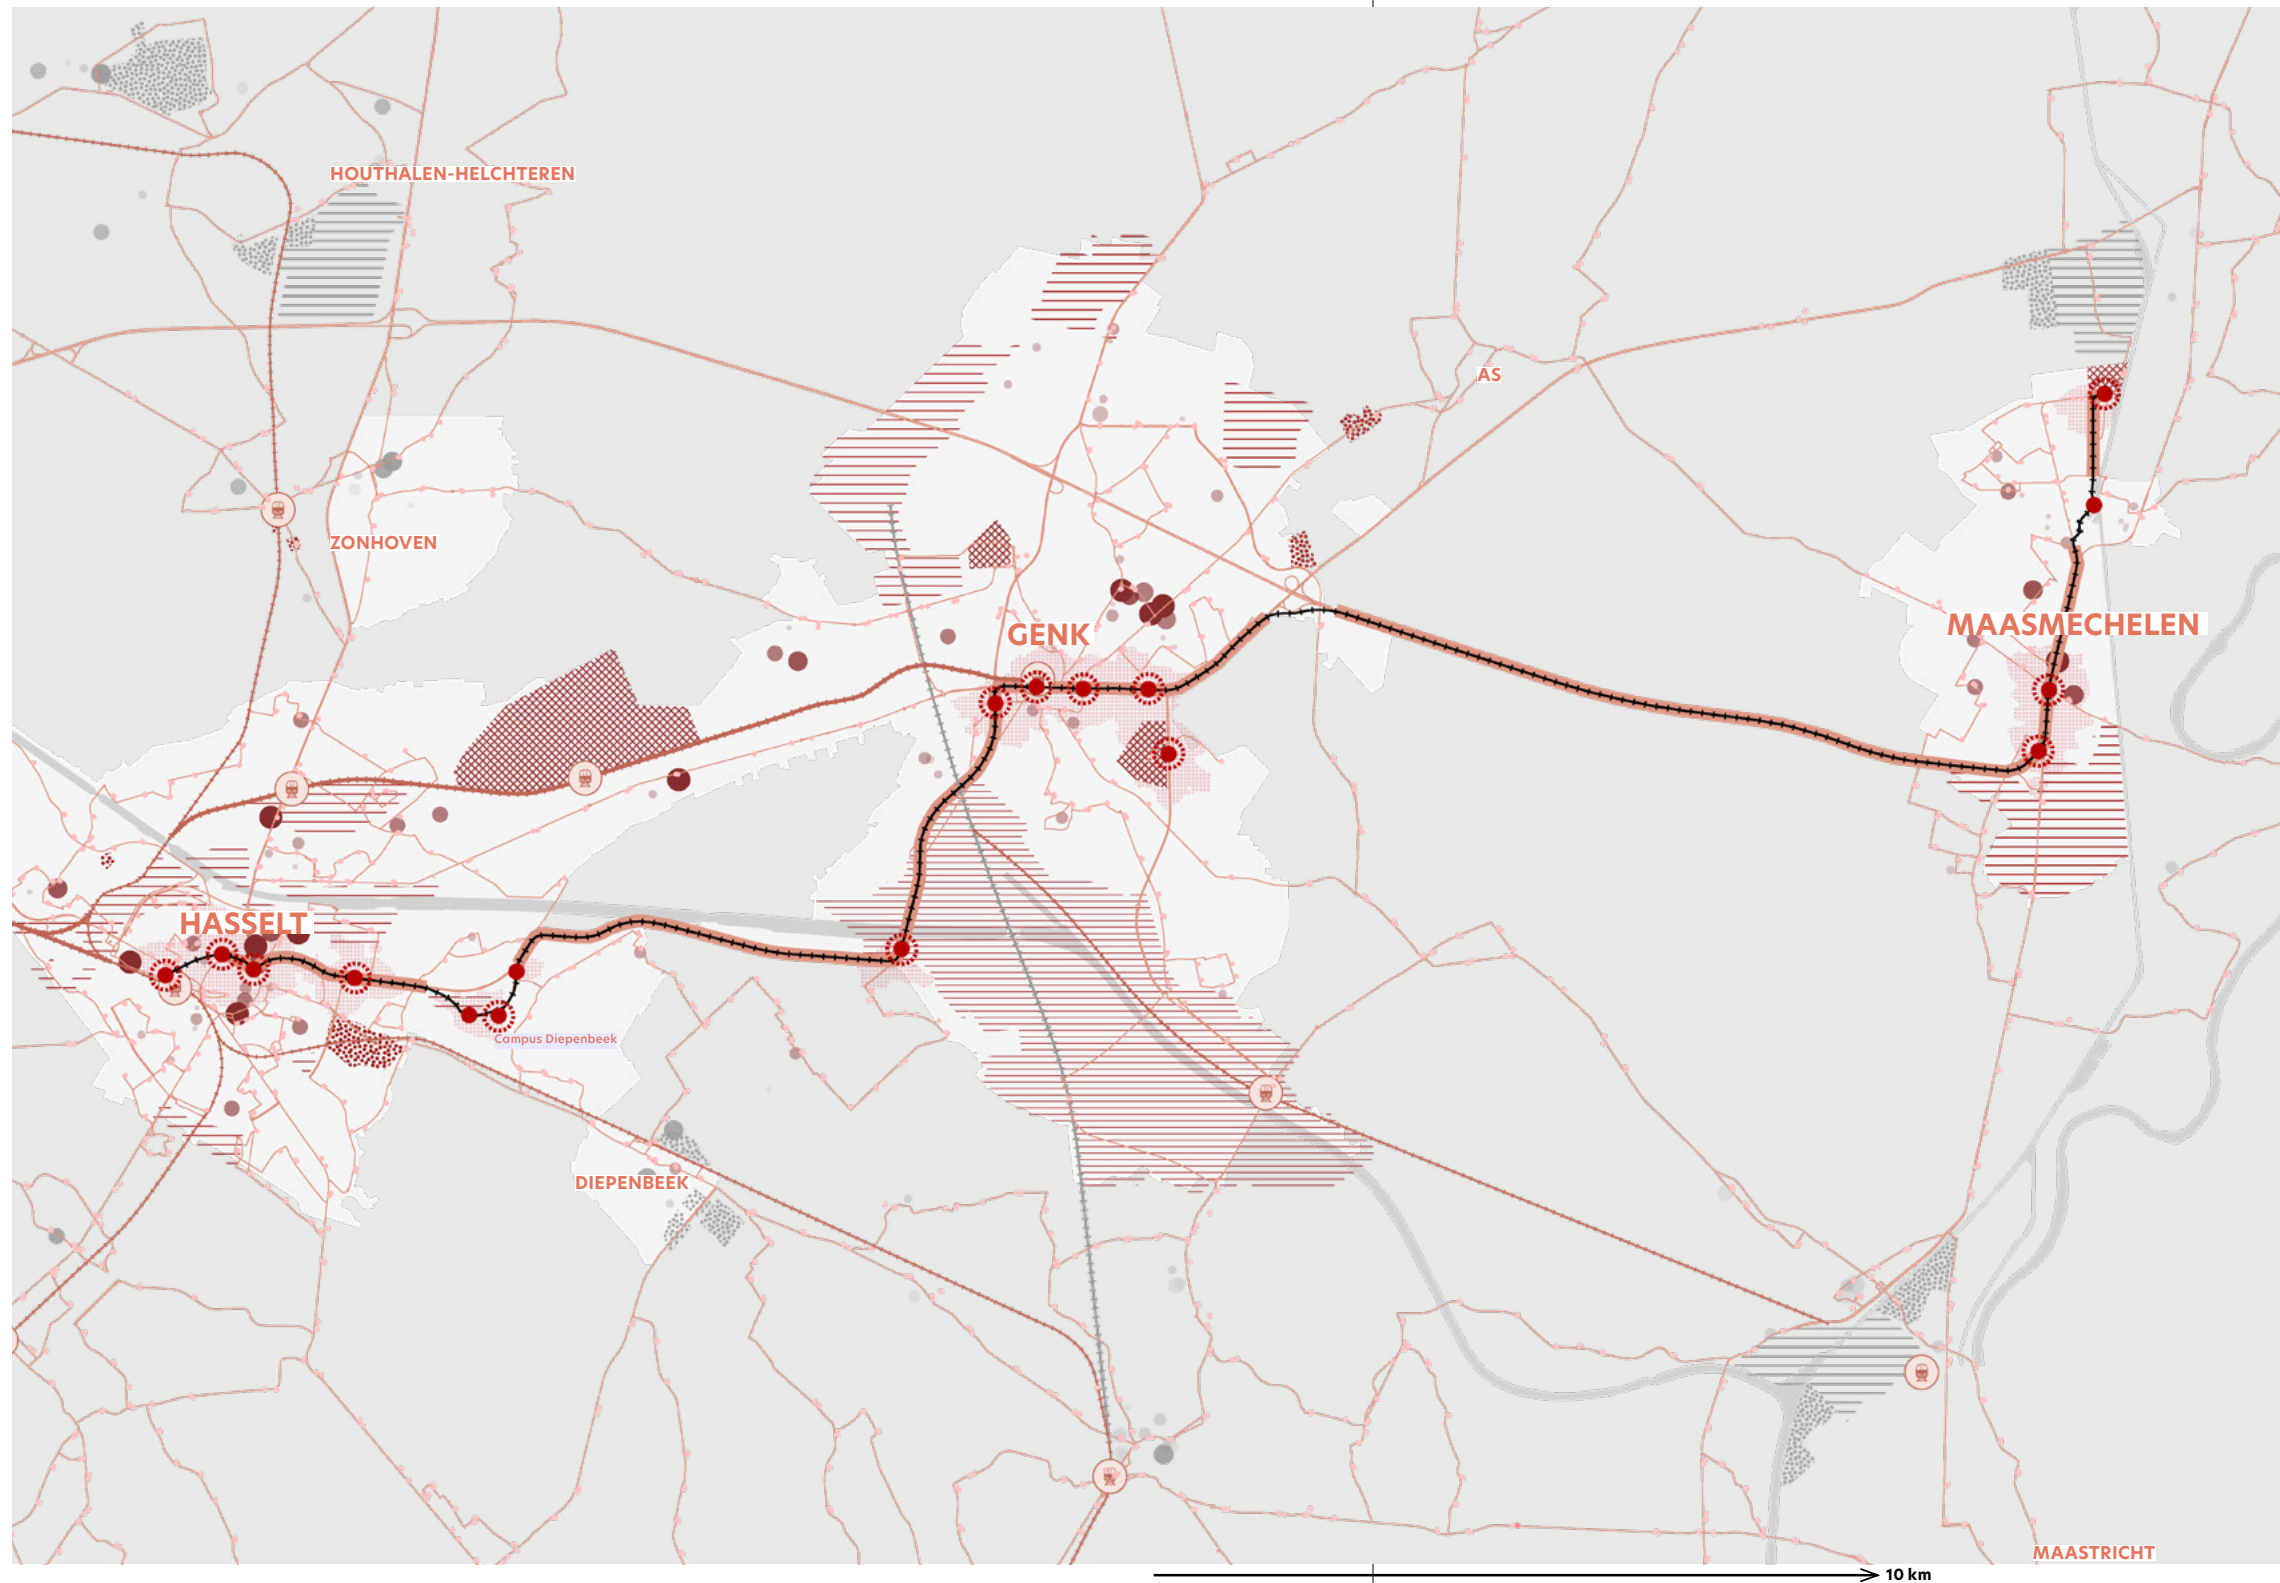 HOUTHALEN-HELCHTEREN
AS
ZONHOVEN
GENK
MAASMECHELEN
HASSELT
Campus Diepenbeek
DIEPENBEEK
MAASTRICHT
10 km